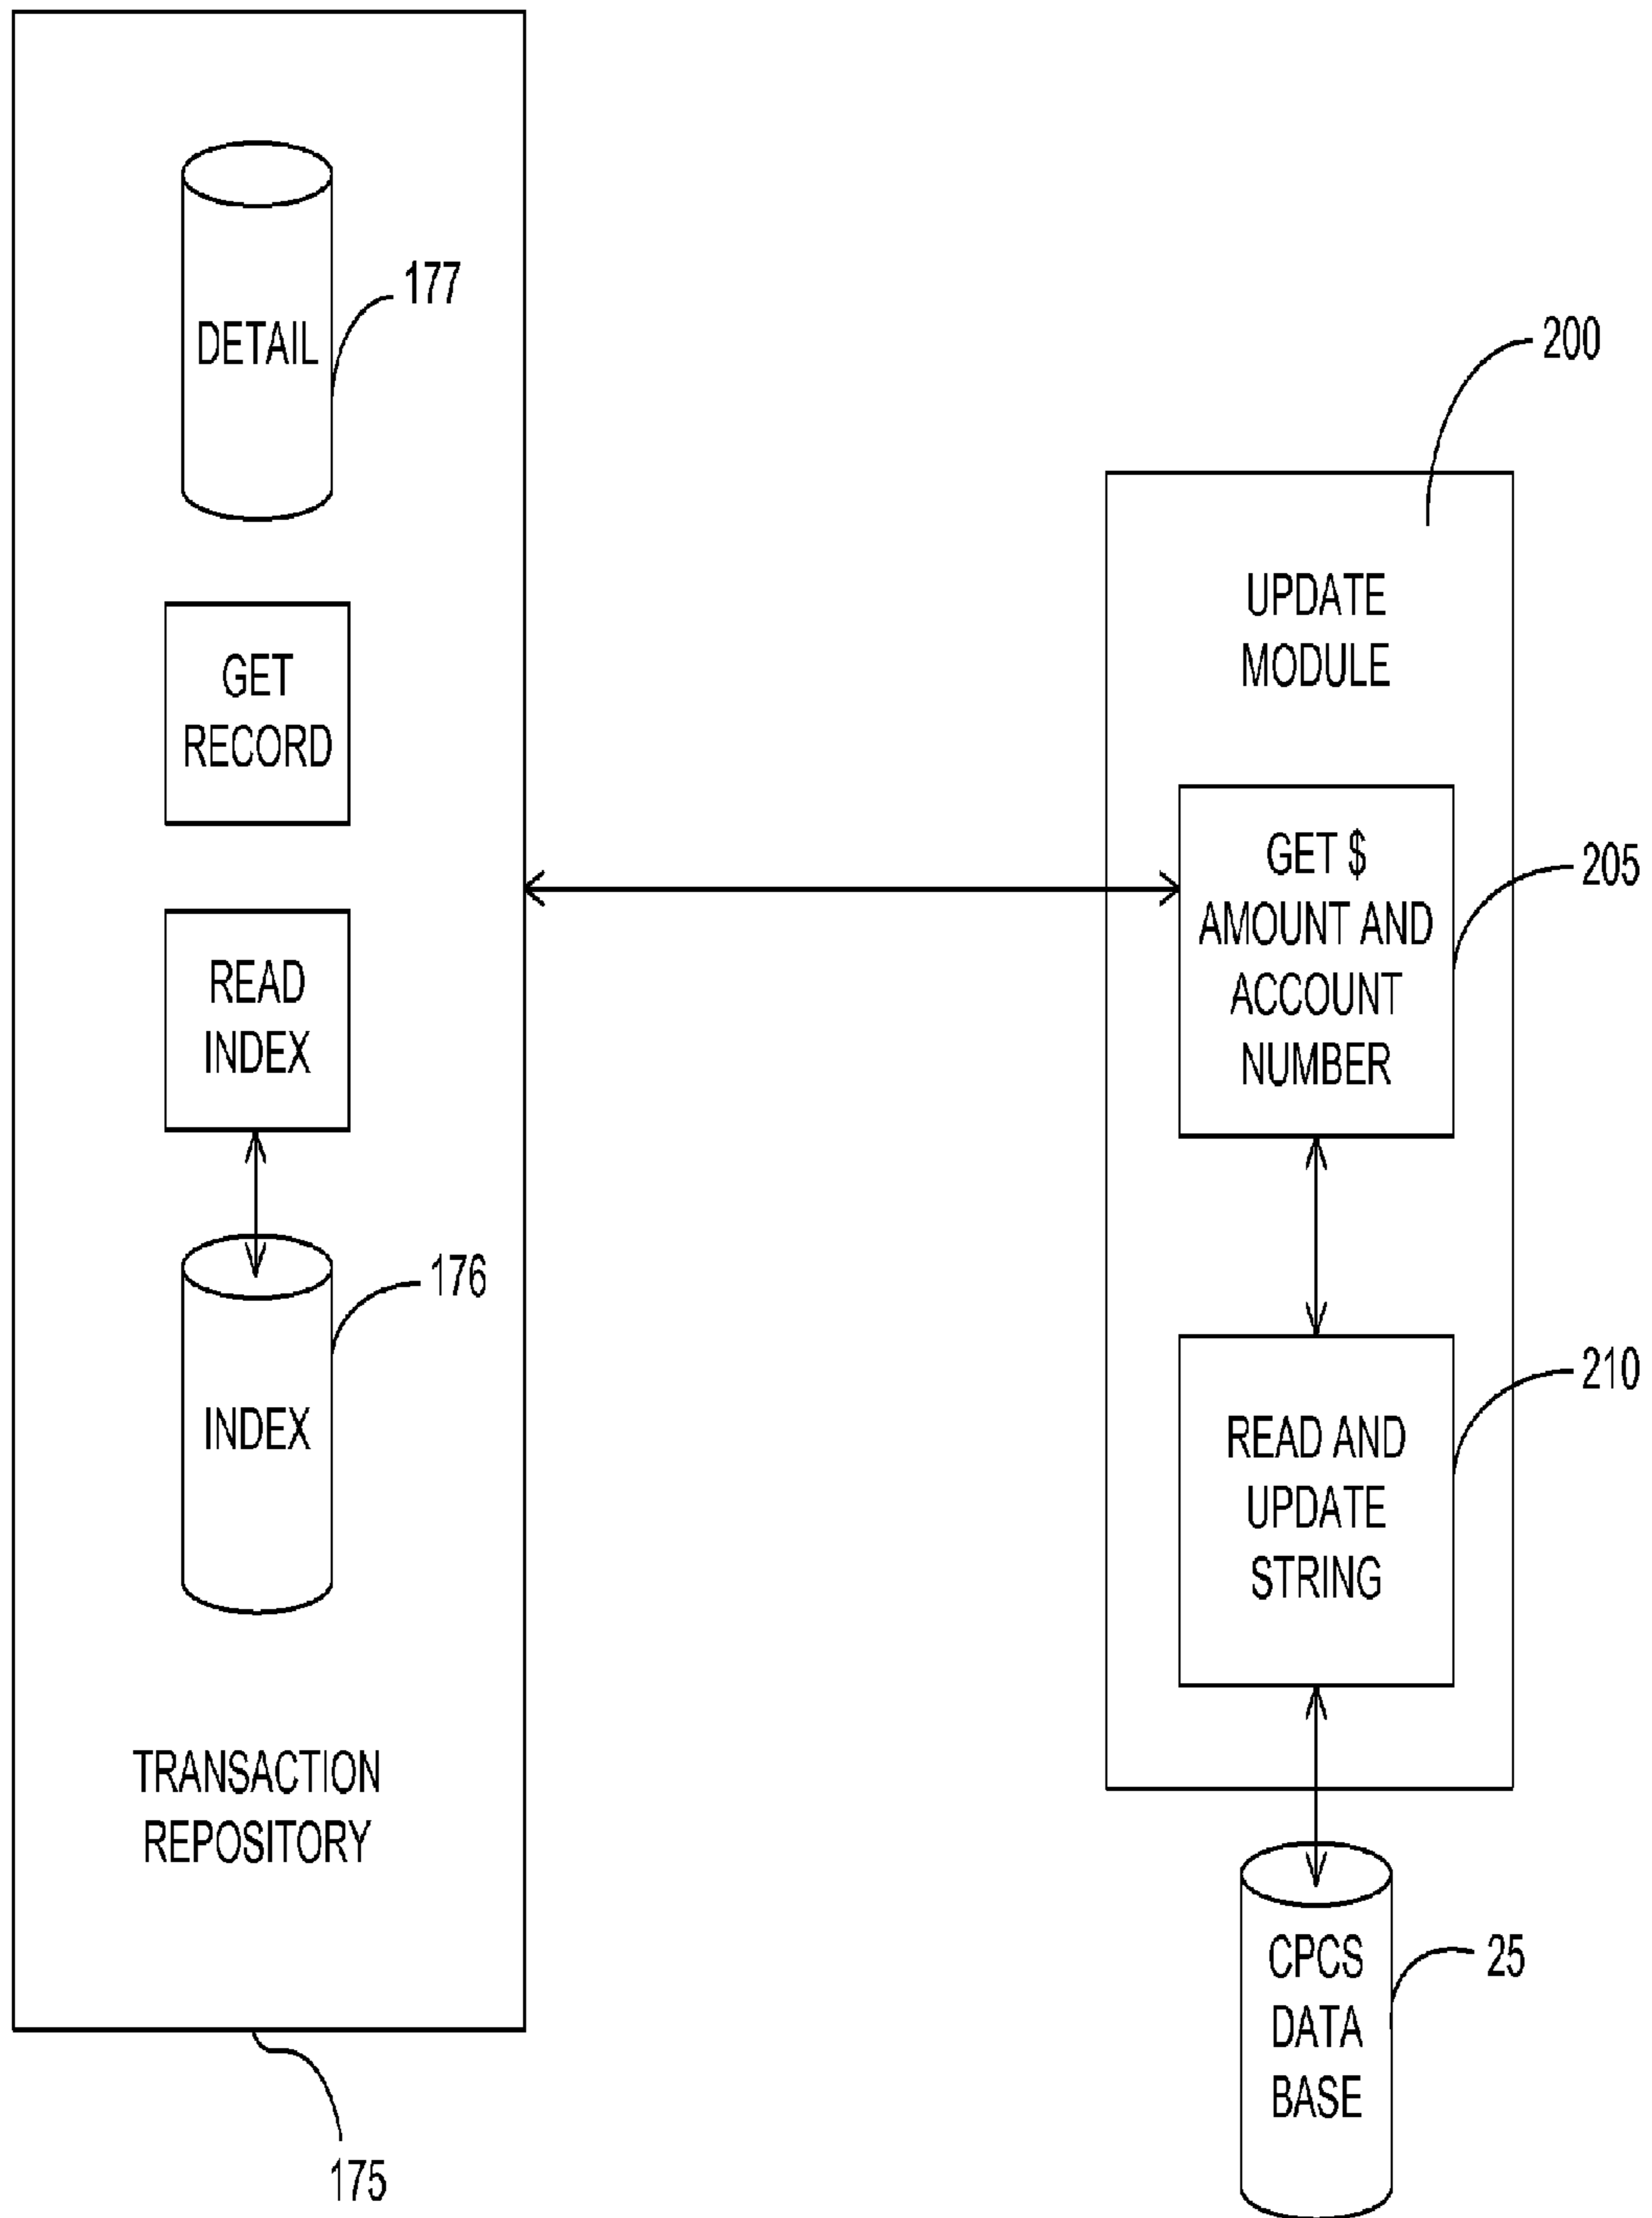 DETAIL
177
GET
RECORD
READ
INDEX
176
INDEX
TRANSACTION
REPOSITORY
175
200
UPDATE
MODULE
GET $
AMOUNT AND
ACCOUNT
NUMBER
205
READ AND
UPDATE
STRING
210
CPCS
DATA
BASE
25